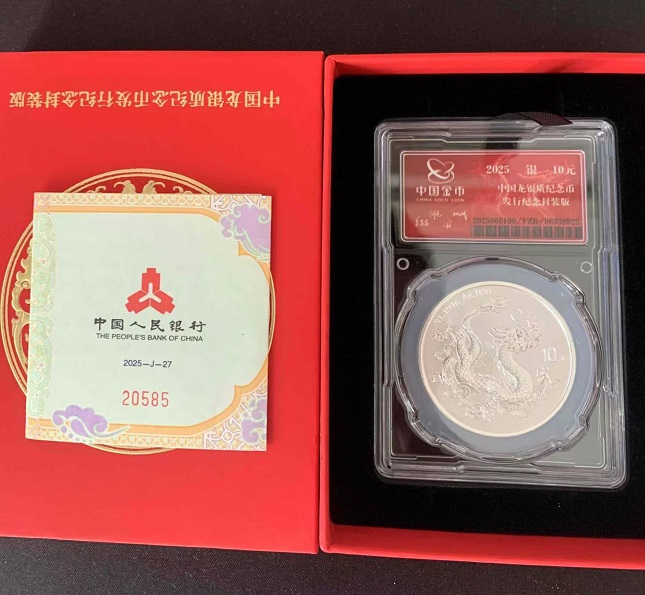 中国龙银质纪念币发行纪念封装版
中国人民银行
THE PEOPLE'S BANK OF CHINA
2025-J-27
20585
中国金币
CHINA GOLD COIN
2025 银 10元
中国龙银质纪念币
发行纪念封装版
10元